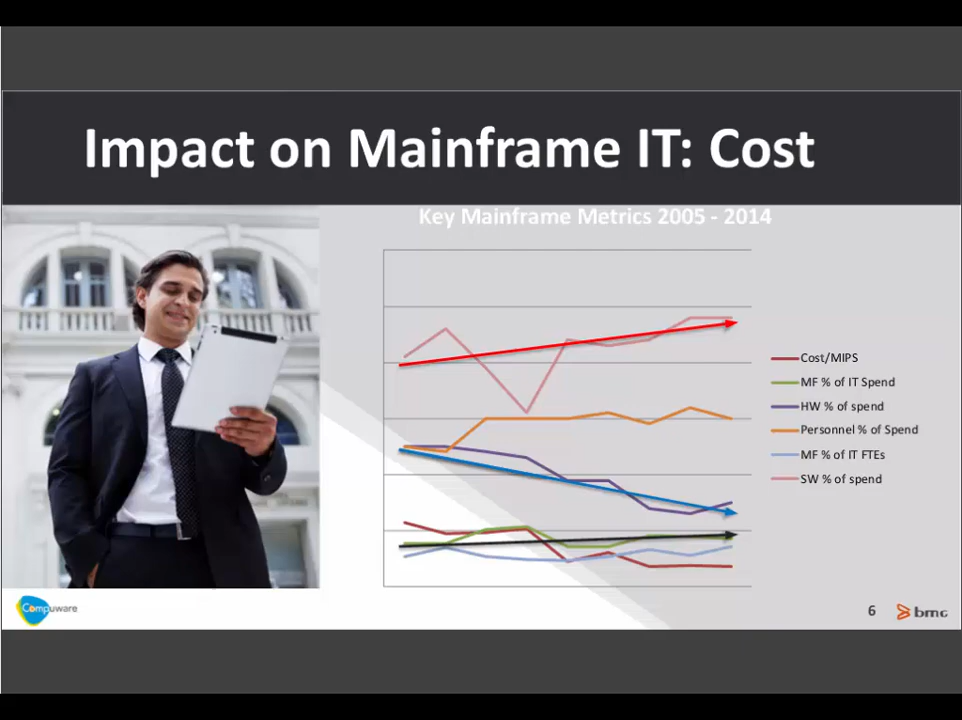 Impact on Mainframe IT: Cost
Key Mainframe Metrics 2005 - 2014
Cost/MIPS
MF % of IT Spend
HW % of spend
Personnel % of Spend
MF % of IT FTEs
SW % of spend
Compuware
6
bmc